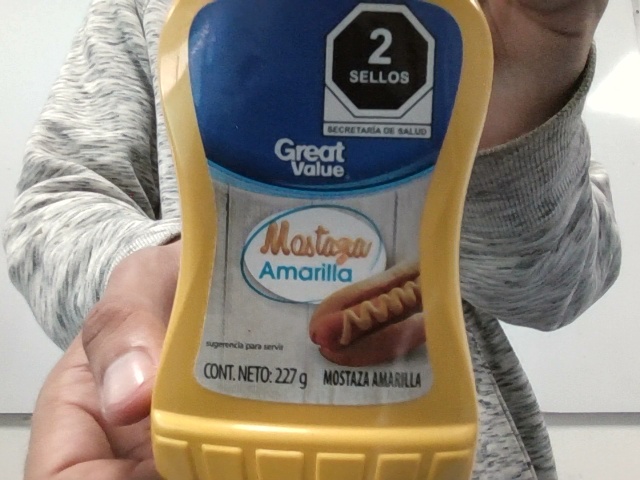 2
SELLOS
SECRETARÍA DE SALUD
Great
Value
Mostaza
Amarilla
sugerencia para servir
CONT. NETO: 227 g MOSTAZA AMARILLA